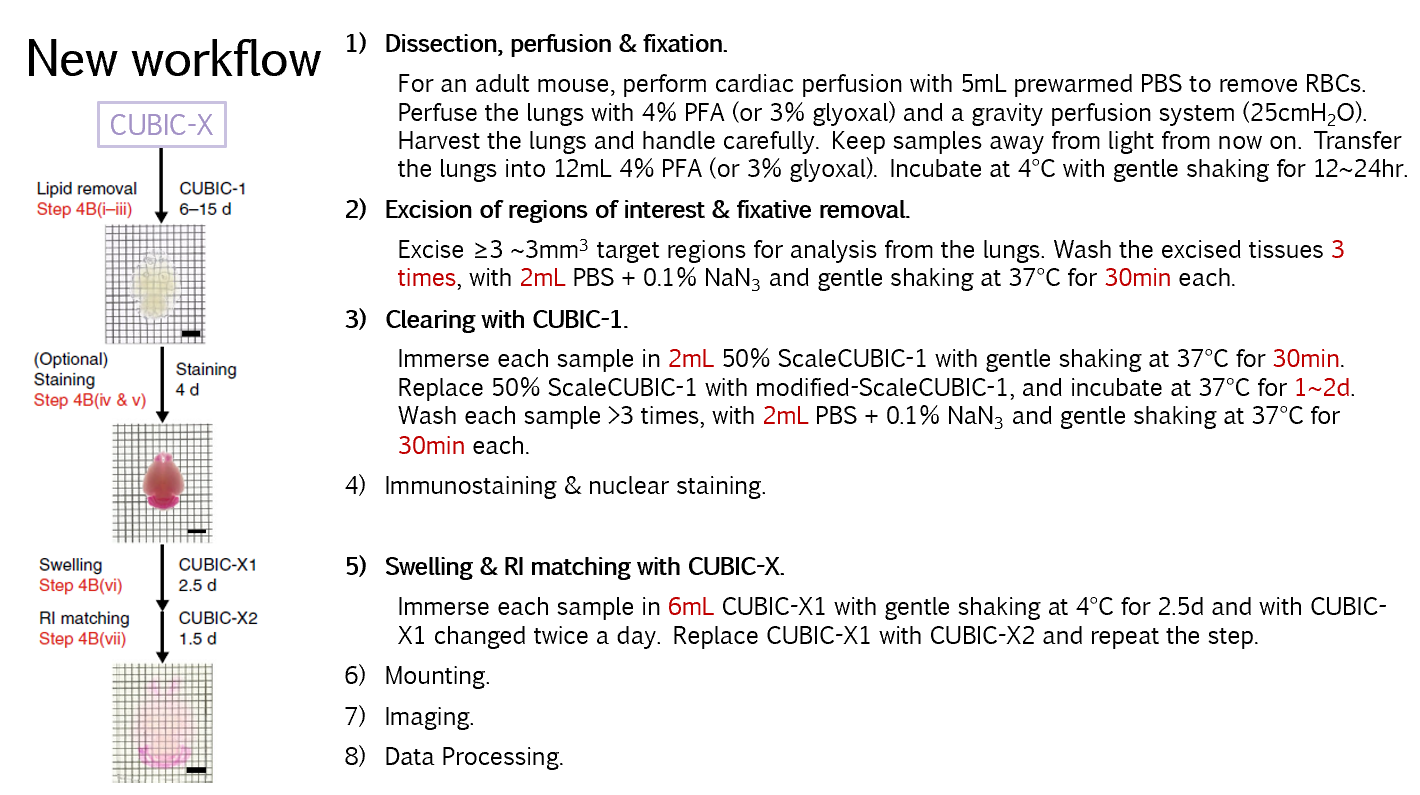 New workflow
CUBIC-X
Lipid removal
Step 4B(i–iii)
CUBIC-1
6–15 d
(Optional)
Staining
Step 4B(iv & v)
Staining
4 d
Swelling
Step 4B(vi)
CUBIC-X1
2.5 d
RI matching
Step 4B(vii)
CUBIC-X2
1.5 d
1) Dissection, perfusion & fixation.
For an adult mouse, perform cardiac perfusion with 5mL prewarmed PBS to remove RBCs.
Perfuse the lungs with 4% PFA (or 3% glyoxal) and a gravity perfusion system (25cmH₂O).
Harvest the lungs and handle carefully. Keep samples away from light from now on. Transfer
the lungs into 12mL 4% PFA (or 3% glyoxal). Incubate at 4°C with gentle shaking for 12~24hr.
2) Excision of regions of interest & fixative removal.
Excise ≥3 ~3mm³ target regions for analysis from the lungs. Wash the excised tissues 3
times, with 2mL PBS + 0.1% NaN₃ and gentle shaking at 37°C for 30min each.
3) Clearing with CUBIC-1.
Immerse each sample in 2mL 50% ScaleCUBIC-1 with gentle shaking at 37°C for 30min.
Replace 50% ScaleCUBIC-1 with modified-ScaleCUBIC-1, and incubate at 37°C for 1~2d.
Wash each sample >3 times, with 2mL PBS + 0.1% NaN₃ and gentle shaking at 37°C for
30min each.
4) Immunostaining & nuclear staining.
5) Swelling & RI matching with CUBIC-X.
Immerse each sample in 6mL CUBIC-X1 with gentle shaking at 4°C for 2.5d and with CUBIC-
X1 changed twice a day. Replace CUBIC-X1 with CUBIC-X2 and repeat the step.
6) Mounting.
7) Imaging.
8) Data Processing.